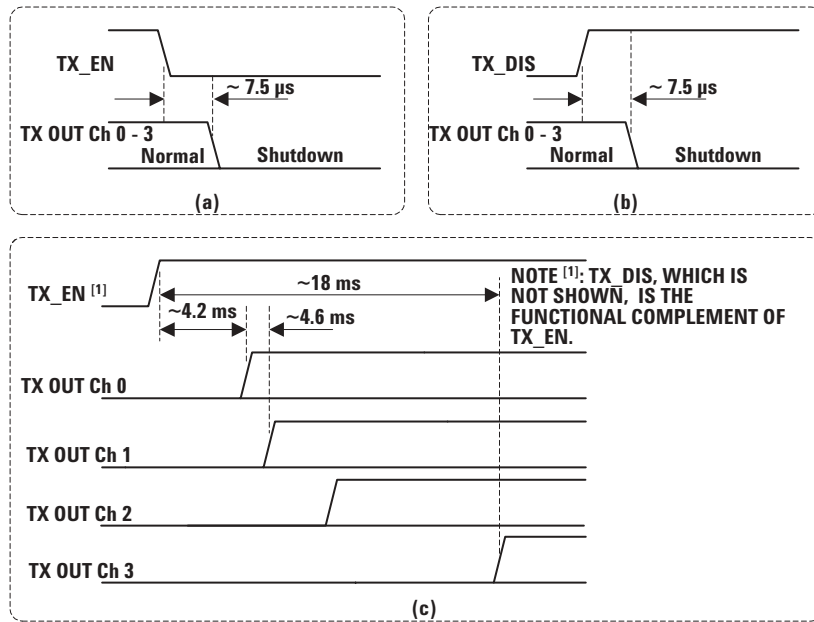 TX_EN
~ 7.5 µs
TX OUT Ch 0 - 3
Normal
Shutdown
(a)
TX_DIS
~ 7.5 µs
TX OUT Ch 0 - 3
Normal
Shutdown
(b)
TX_EN [1]
~18 ms
~4.2 ms
~4.6 ms
NOTE [1]: TX_DIS, WHICH IS
NOT SHOWN, IS THE
FUNCTIONAL COMPLEMENT OF
TX_EN.
TX OUT Ch 0
TX OUT Ch 1
TX OUT Ch 2
TX OUT Ch 3
(c)